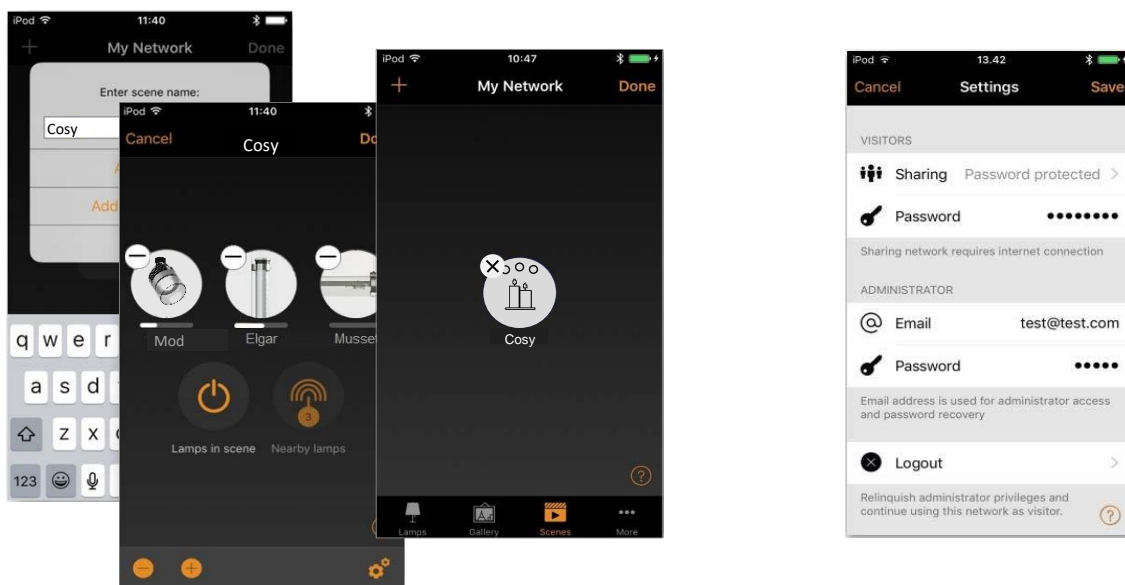 iPod 11:40
+ My Network Done
Enter scene name:
Cosy
Add
q w e r
a s d
z x
123
iPod 11:40
Cancel Cosy
Mod Elgar
Lamps in scene Nearby lamps
3
iPod 10:47
+ My Network Done
Cosy
?
Lamps Gallery Scenes More
iPod 13.42
Cancel Settings Save
VISITORS
Sharing Password protected >
Password ••••••••
Sharing network requires internet connection
ADMINISTRATOR
@ Email test@test.com
Password •••••
Email address is used for administrator access
and password recovery
Logout >
Relinquish administrator privileges and
continue using this network as visitor.
?